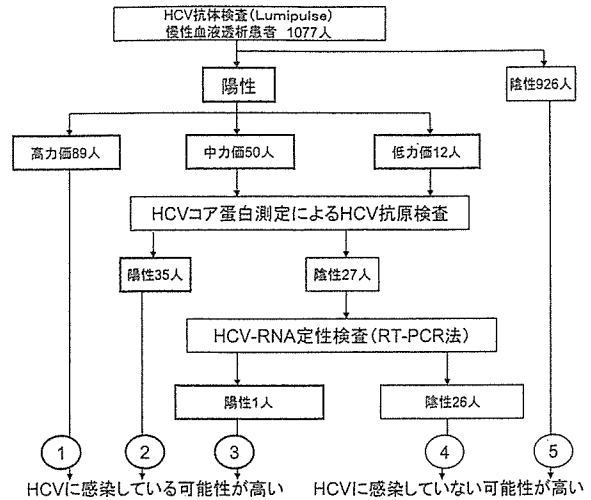 HCV抗体検査(Lumipulse)
慢性血液透析患者 1077人
陽性
陰性926人
高力価89人
中力価50人
低力価12人
HCVコア蛋白測定によるHCV抗原検査
陽性35人
陰性27人
HCV-RNA定性検査(RT-PCR法)
陽性1人
陰性26人
1
2
3
4
5
HCVに感染している可能性が高い
HCVに感染していない可能性が高い